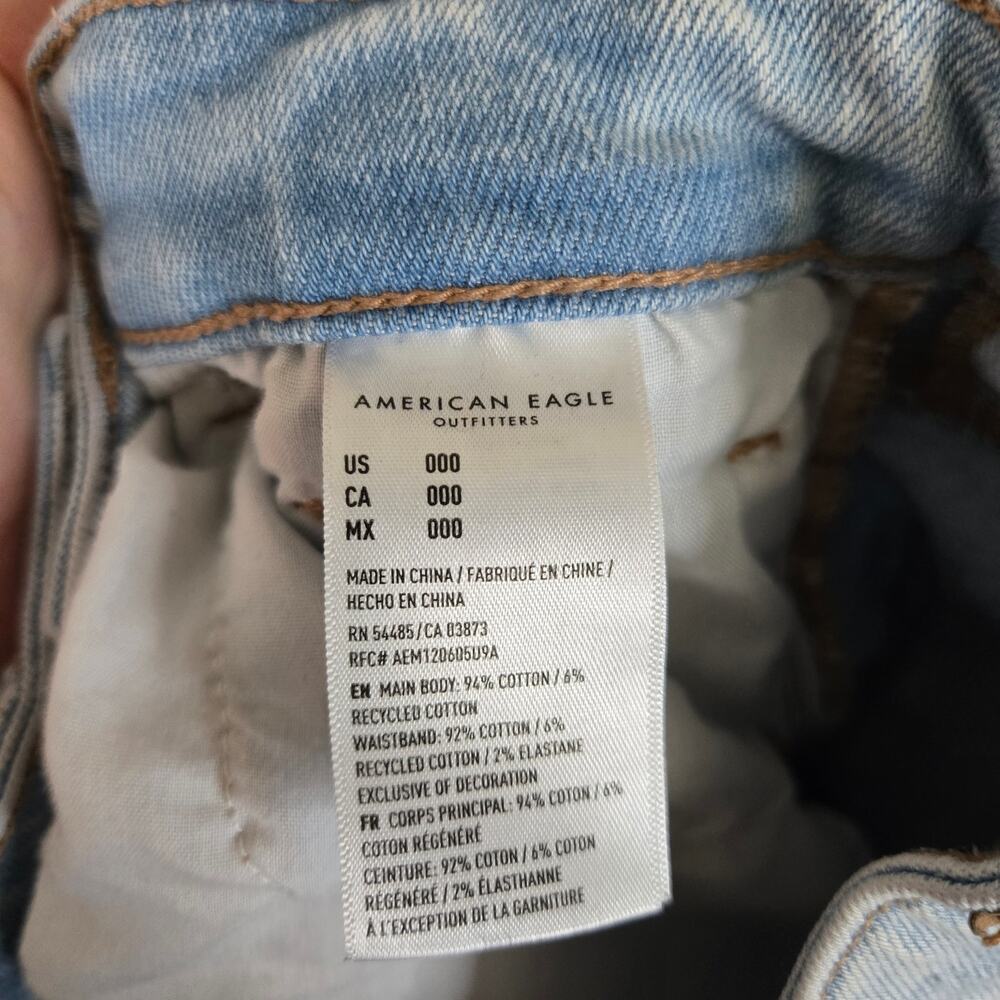 AMERICAN EAGLE
OUTFITTERS
US 000
CA 000
MX 000
MADE IN CHINA / FABRIQUÉ EN CHINE /
HECHO EN CHINA
RN 54485/CA 03873
RFC# AEM120605U9A
EN MAIN BODY: 94% COTTON / 6%
RECYCLED COTTON
WAISTBAND: 92% COTTON / 6%
RECYCLED COTTON / 2% ELASTANE
EXCLUSIVE OF DECORATION
FR CORPS PRINCIPAL: 94% COTON / 6%
COTON RÉGÉNÉRÉ
CEINTURE: 92% COTON / 6% COTON
RÉGÉNÉRÉ / 2% ÉLASTHANNE
À L'EXCEPTION DE LA GARNITURE